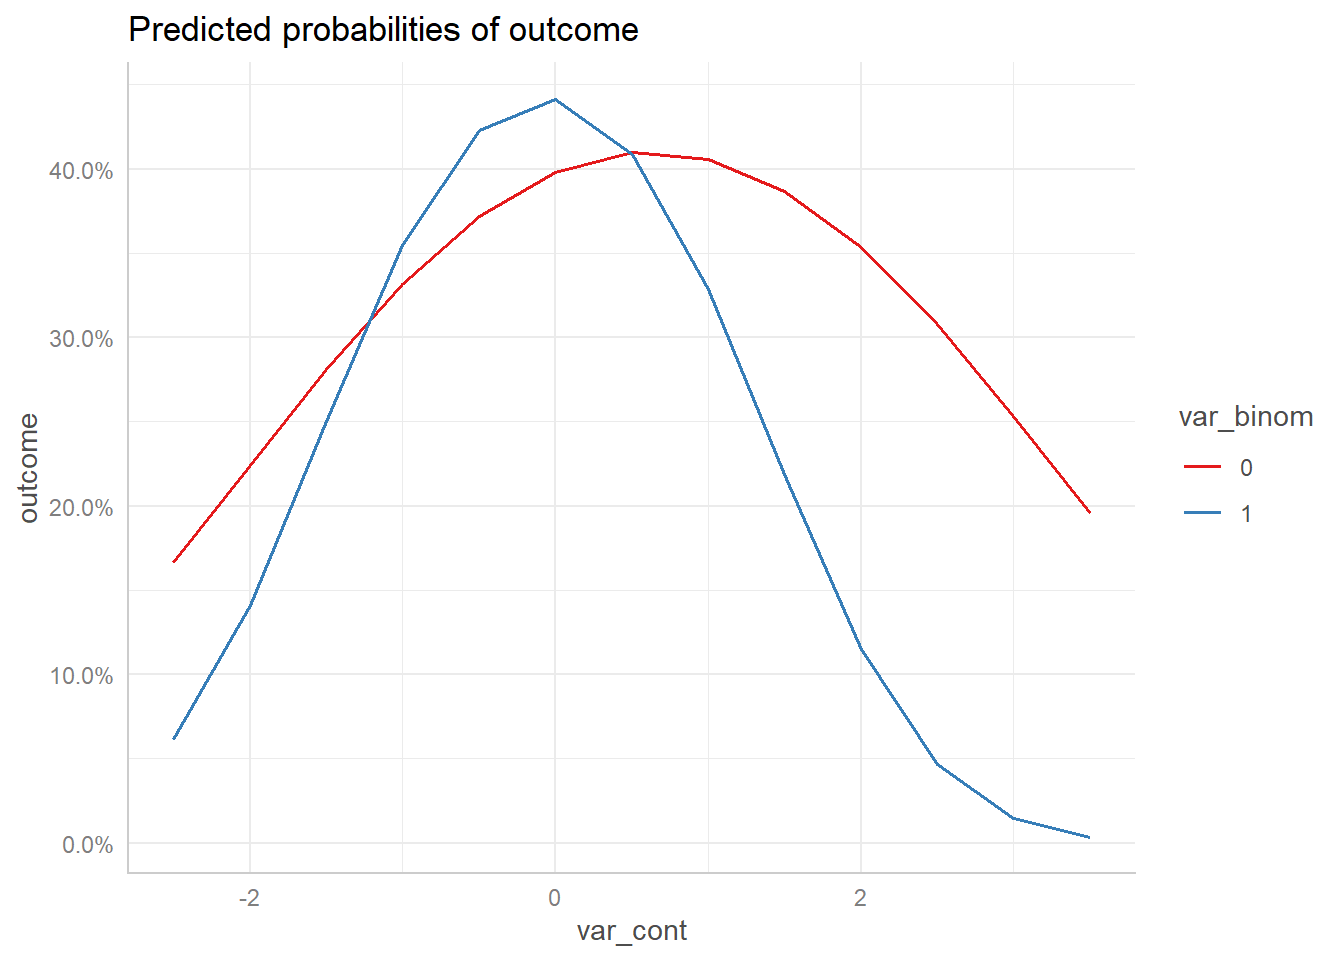 Predicted probabilities of outcome
40.0%
30.0%
20.0%
10.0%
0.0%
outcome
-2
0
2
var_cont
var_binom
0
1